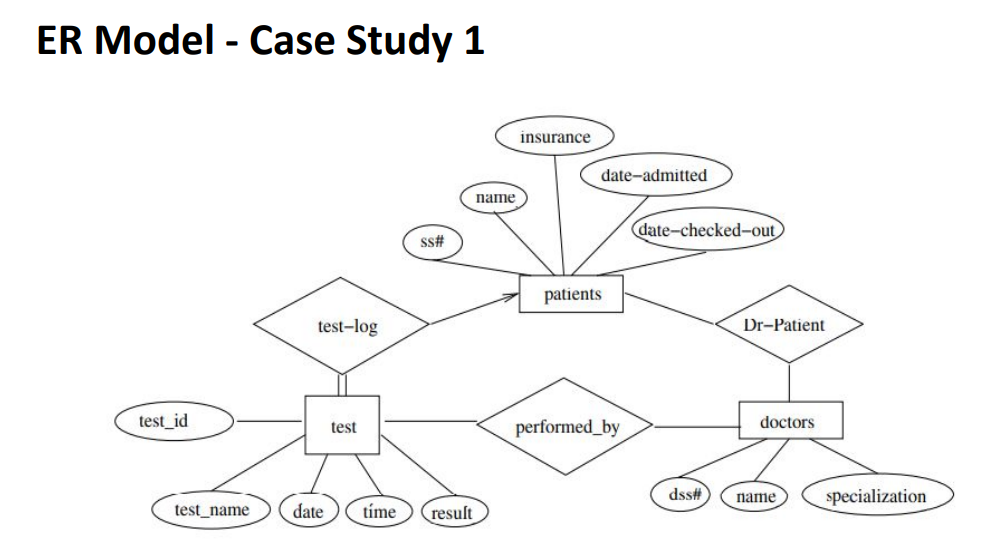 ER Model - Case Study 1
insurance
date-admitted
name
date-checked-out
ss#
patients
test-log
Dr-Patient
test_id
test
performed_by
doctors
test_name
date
time
result
dss#
name
specialization